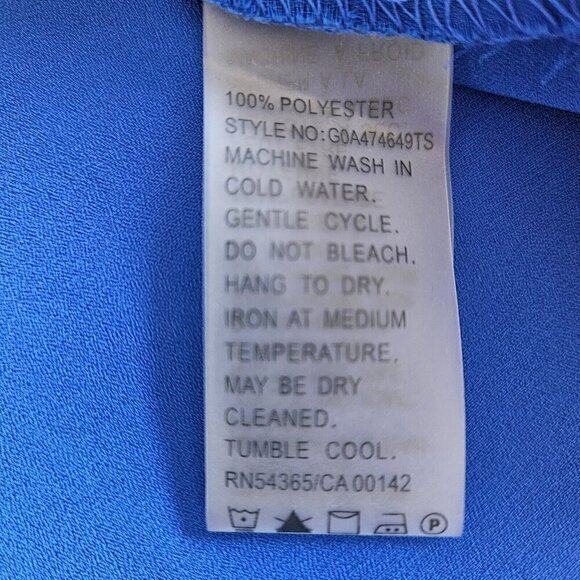 100% POLYESTER
STYLE NO:G0A474649TS
MACHINE WASH IN
COLD WATER.
GENTLE CYCLE.
DO NOT BLEACH.
HANG TO DRY.
IRON AT MEDIUM
TEMPERATURE.
MAY BE DRY
CLEANED.
TUMBLE COOL.
RN54365/CA 00142
P